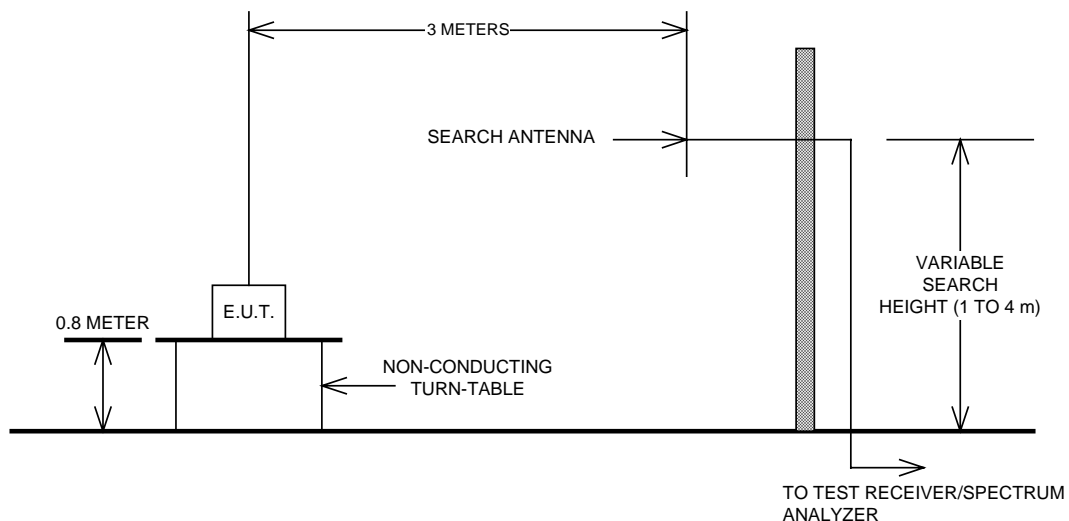 3 METERS
SEARCH ANTENNA
VARIABLE
SEARCH
HEIGHT (1 TO 4 m)
E.U.T.
0.8 METER
NON-CONDUCTING
TURN-TABLE
TO TEST RECEIVER/SPECTRUM
ANALYZER